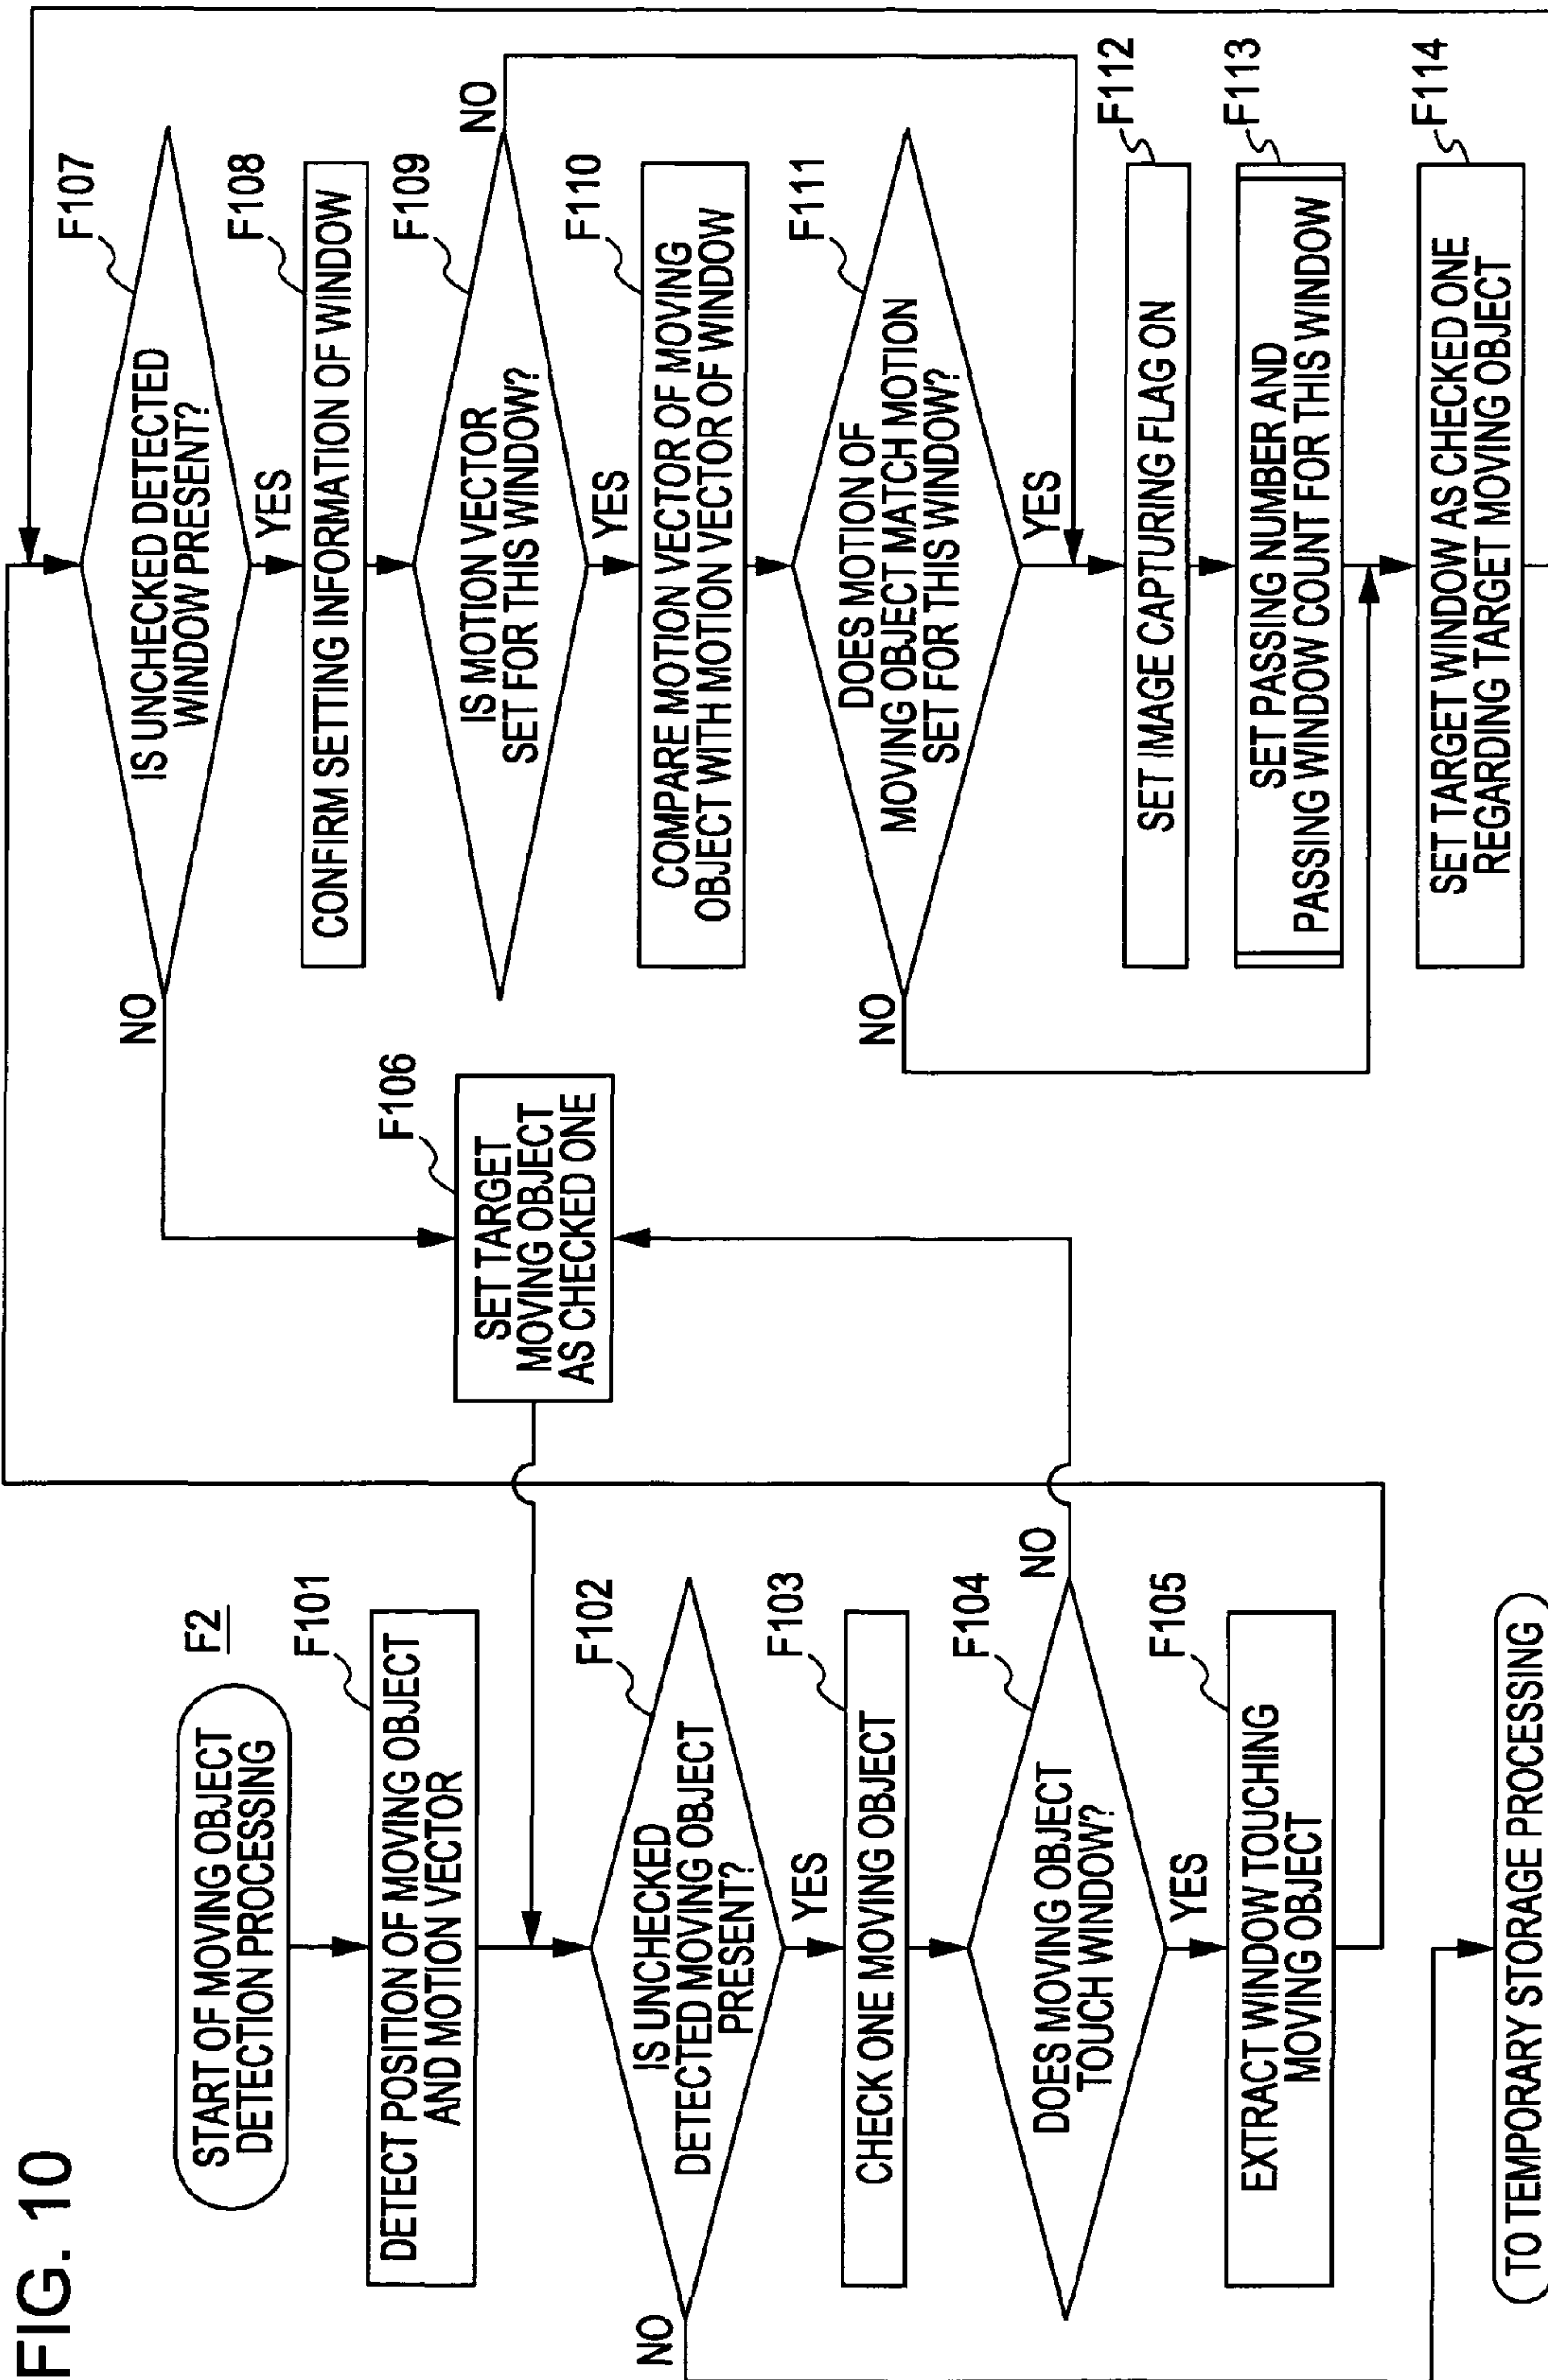 FIG. 10
START OF MOVING OBJECT
DETECTION PROCESSING
F2
F101
DETECT POSITION OF MOVING OBJECT
AND MOTION VECTOR
F102
IS UNCHECKED
DETECTED MOVING OBJECT
PRESENT?
NO
YES
F103
CHECK ONE MOVING OBJECT
F104
DOES MOVING OBJECT
TOUCH WINDOW?
NO
YES
F105
EXTRACT WINDOW TOUCHING
MOVING OBJECT
TO TEMPORARY STORAGE PROCESSING
F106
SET TARGET
MOVING OBJECT
AS CHECKED ONE
F107
IS UNCHECKED DETECTED
WINDOW PRESENT?
NO
YES
F108
CONFIRM SETTING INFORMATION OF WINDOW
F109
IS MOTION VECTOR
SET FOR THIS WINDOW?
NO
YES
F110
COMPARE MOTION VECTOR OF MOVING
OBJECT WITH MOTION VECTOR OF WINDOW
F111
DOES MOTION OF
MOVING OBJECT MATCH MOTION
SET FOR THIS WINDOW?
NO
YES
F112
SET IMAGE CAPTURING FLAG ON
F113
SET PASSING NUMBER AND
PASSING WINDOW COUNT FOR THIS WINDOW
F114
SET TARGET WINDOW AS CHECKED ONE
REGARDING TARGET MOVING OBJECT